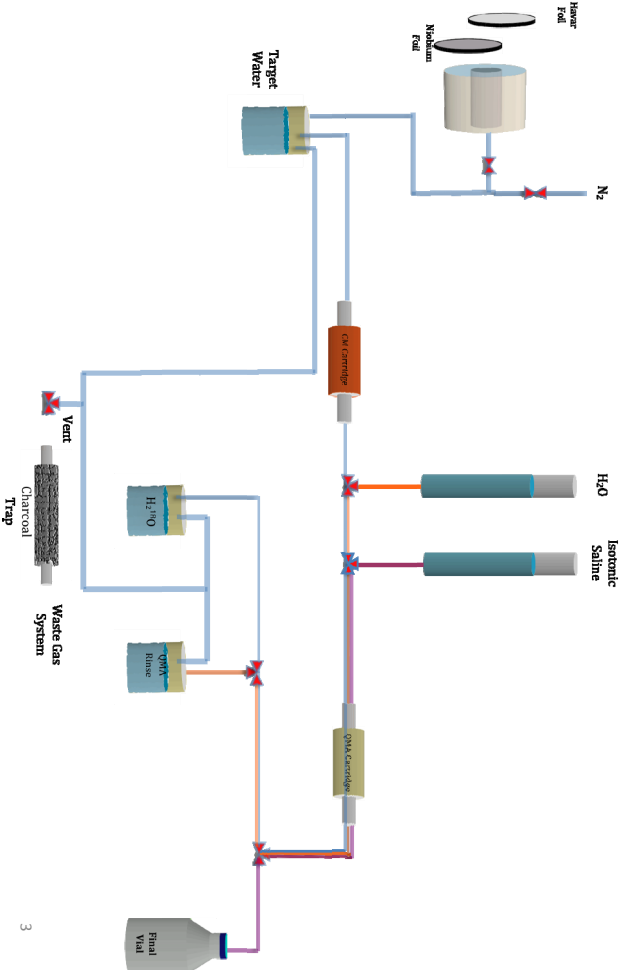 Havar
Foil
Niobium
Foil
N₂
Target
Water
CM Cartridge
H₂O
Isotonic
Saline
Vent
Charcoal
Trap
Waste Gas
System
H₂¹⁸O
QMA
Rinse
QMA Cartridge
Final
Vial
3